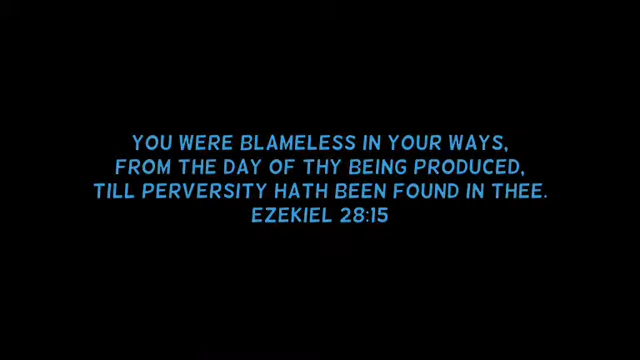 YOU WERE BLAMELESS IN YOUR WAYS,
FROM THE DAY OF THY BEING PRODUCED,
TILL PERVERSITY HATH BEEN FOUND IN THEE.
EZEKIEL 28:15